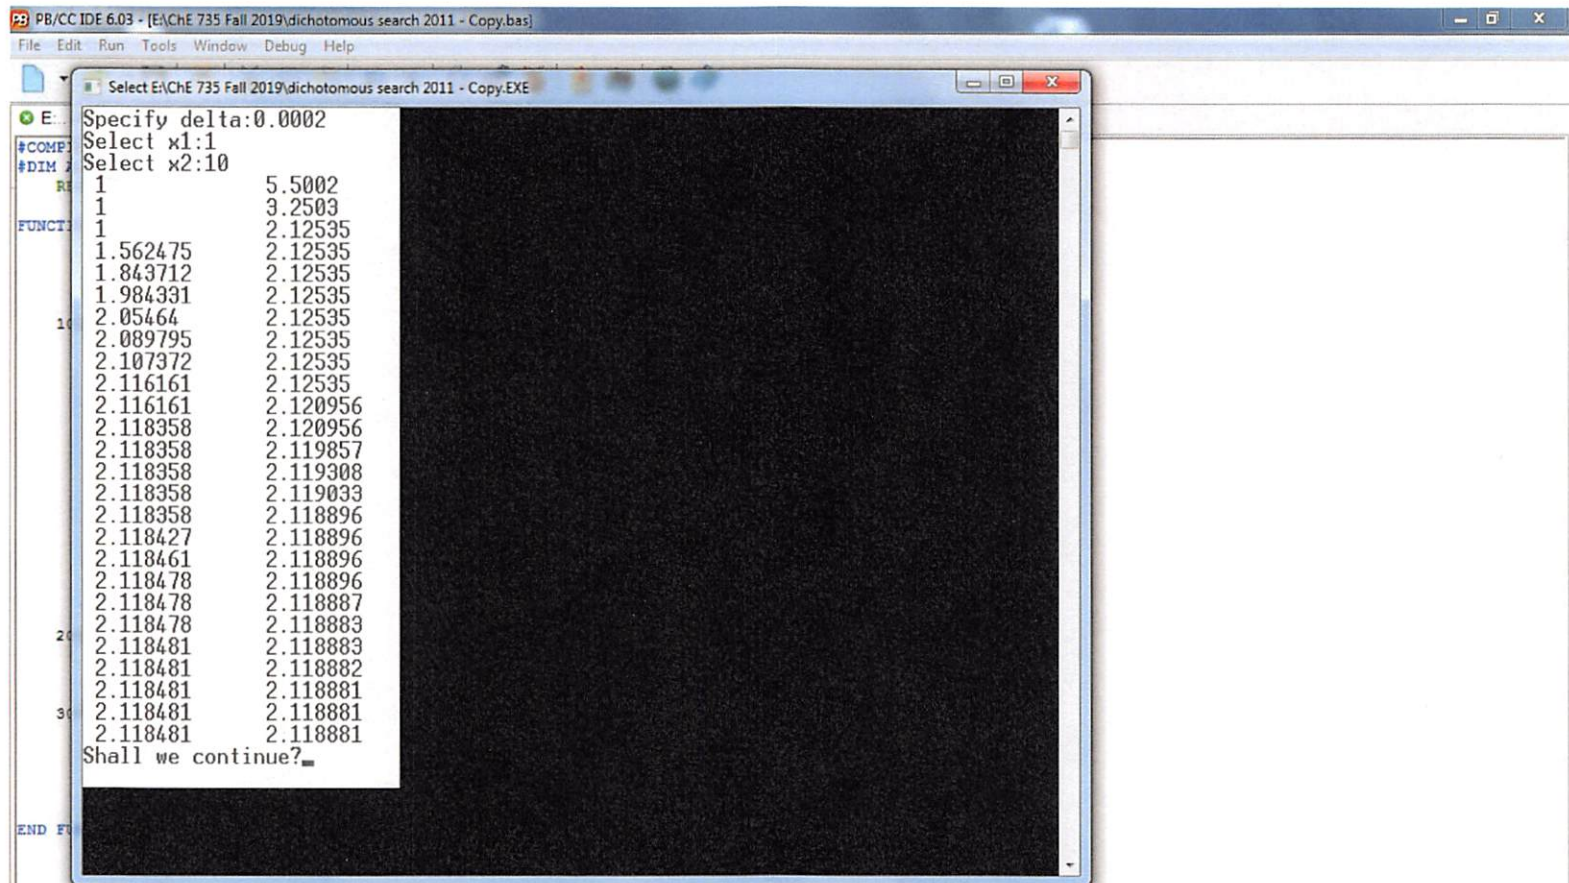 PB/CC IDE 6.03 - [E:\ChE 735 Fall 2019\dichotomous search 2011 - Copy.bas]
File Edit Run Tools Window Debug Help
Select E:\ChE 735 Fall 2019\dichotomous search 2011 - Copy.EXE
E:..
#COMP
#DIM
RE
FUNCTI
10
20
30
END FU
Specify delta:0.0002
Select x1:1
Select x2:10
1 5.5002
1 3.2503
1 2.12535
1.562475 2.12535
1.843712 2.12535
1.984331 2.12535
2.05464 2.12535
2.089795 2.12535
2.107372 2.12535
2.116161 2.12535
2.116161 2.120956
2.118358 2.120956
2.118358 2.119857
2.118358 2.119308
2.118358 2.119033
2.118358 2.118896
2.118427 2.118896
2.118461 2.118896
2.118478 2.118896
2.118478 2.118887
2.118478 2.118883
2.118481 2.118883
2.118481 2.118882
2.118481 2.118881
2.118481 2.118881
2.118481 2.118881
Shall we continue?